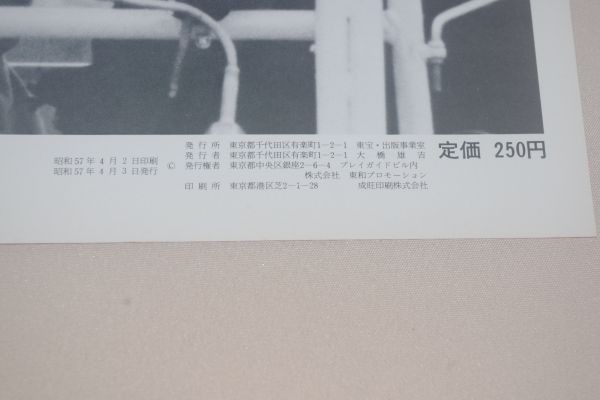 発行所 東京都千代田区有楽町1−2−1 東宝・出版事業室
昭和57年4月2日印刷 発行者 東京都千代田区有楽町1−2−1 大橋雄吉 定価 250円
昭和57年4月3日発行 © 発行権者 東京都中央区銀座2−6−4 プレイガイドビル内
株式会社 東和プロモーション
印刷所 東京都港区芝2−1−28 成旺印刷株式会社